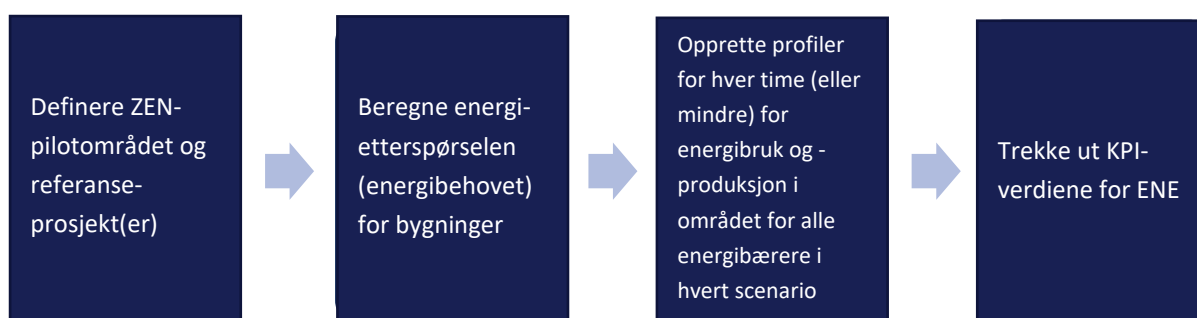 Definere ZEN-
pilotområdet og
referanse-
prosjekt(er)
Beregne energi-
etterspørselen
(energibehovet)
for bygninger
Opprette profiler
for hver time (eller
mindre) for
energibruk og -
produksjon i
området for alle
energibærere i
hvert scenario
Trekke ut KPI-
verdiene for ENE